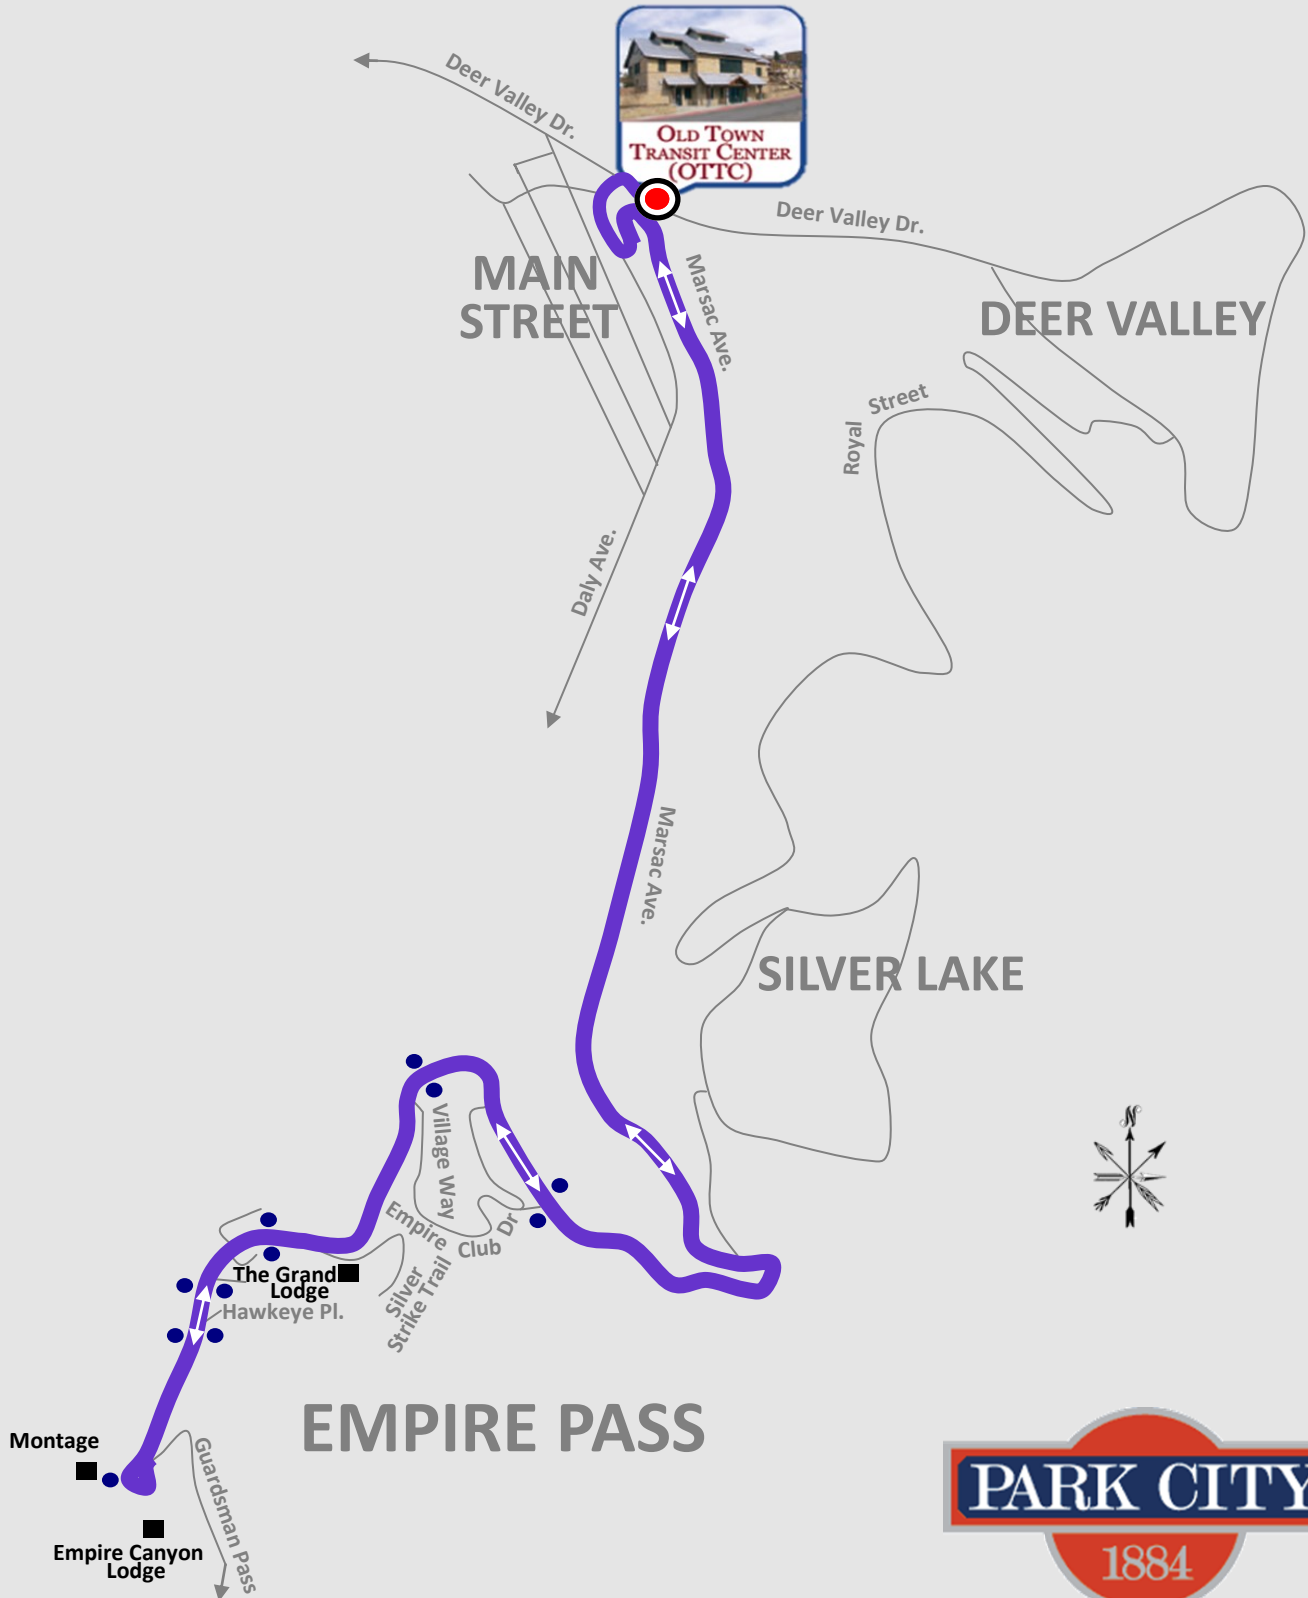 Deer Valley Dr.
OLD TOWN
TRANSIT CENTER
(OTTC)
Deer Valley Dr.
MAIN
STREET
Marsac Ave.
DEER VALLEY
Royal
Street
Daly Ave.
Marsac Ave.
SILVER LAKE
N
Village Way
Empire
Club
Dr
The Grand
Lodge
Silver
Strike Trail
Hawkeye Pl.
EMPIRE PASS
Montage
Guardsman Pass
Empire Canyon
Lodge
PARK CITY
1884